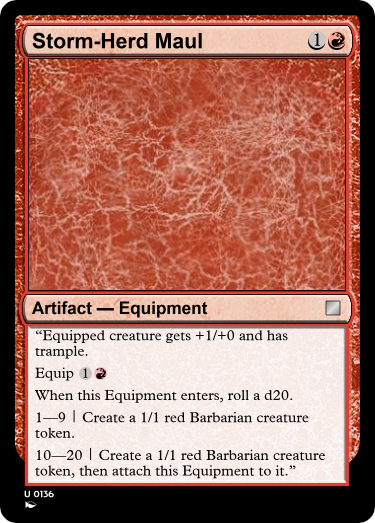 Storm-Herd Maul 1
Artifact — Equipment
“Equipped creature gets +1/+0 and has
trample.
Equip 1
When this Equipment enters, roll a d20.
1—9 | Create a 1/1 red Barbarian creature
token.
10—20 | Create a 1/1 red Barbarian creature
token, then attach this Equipment to it.”
U 0136